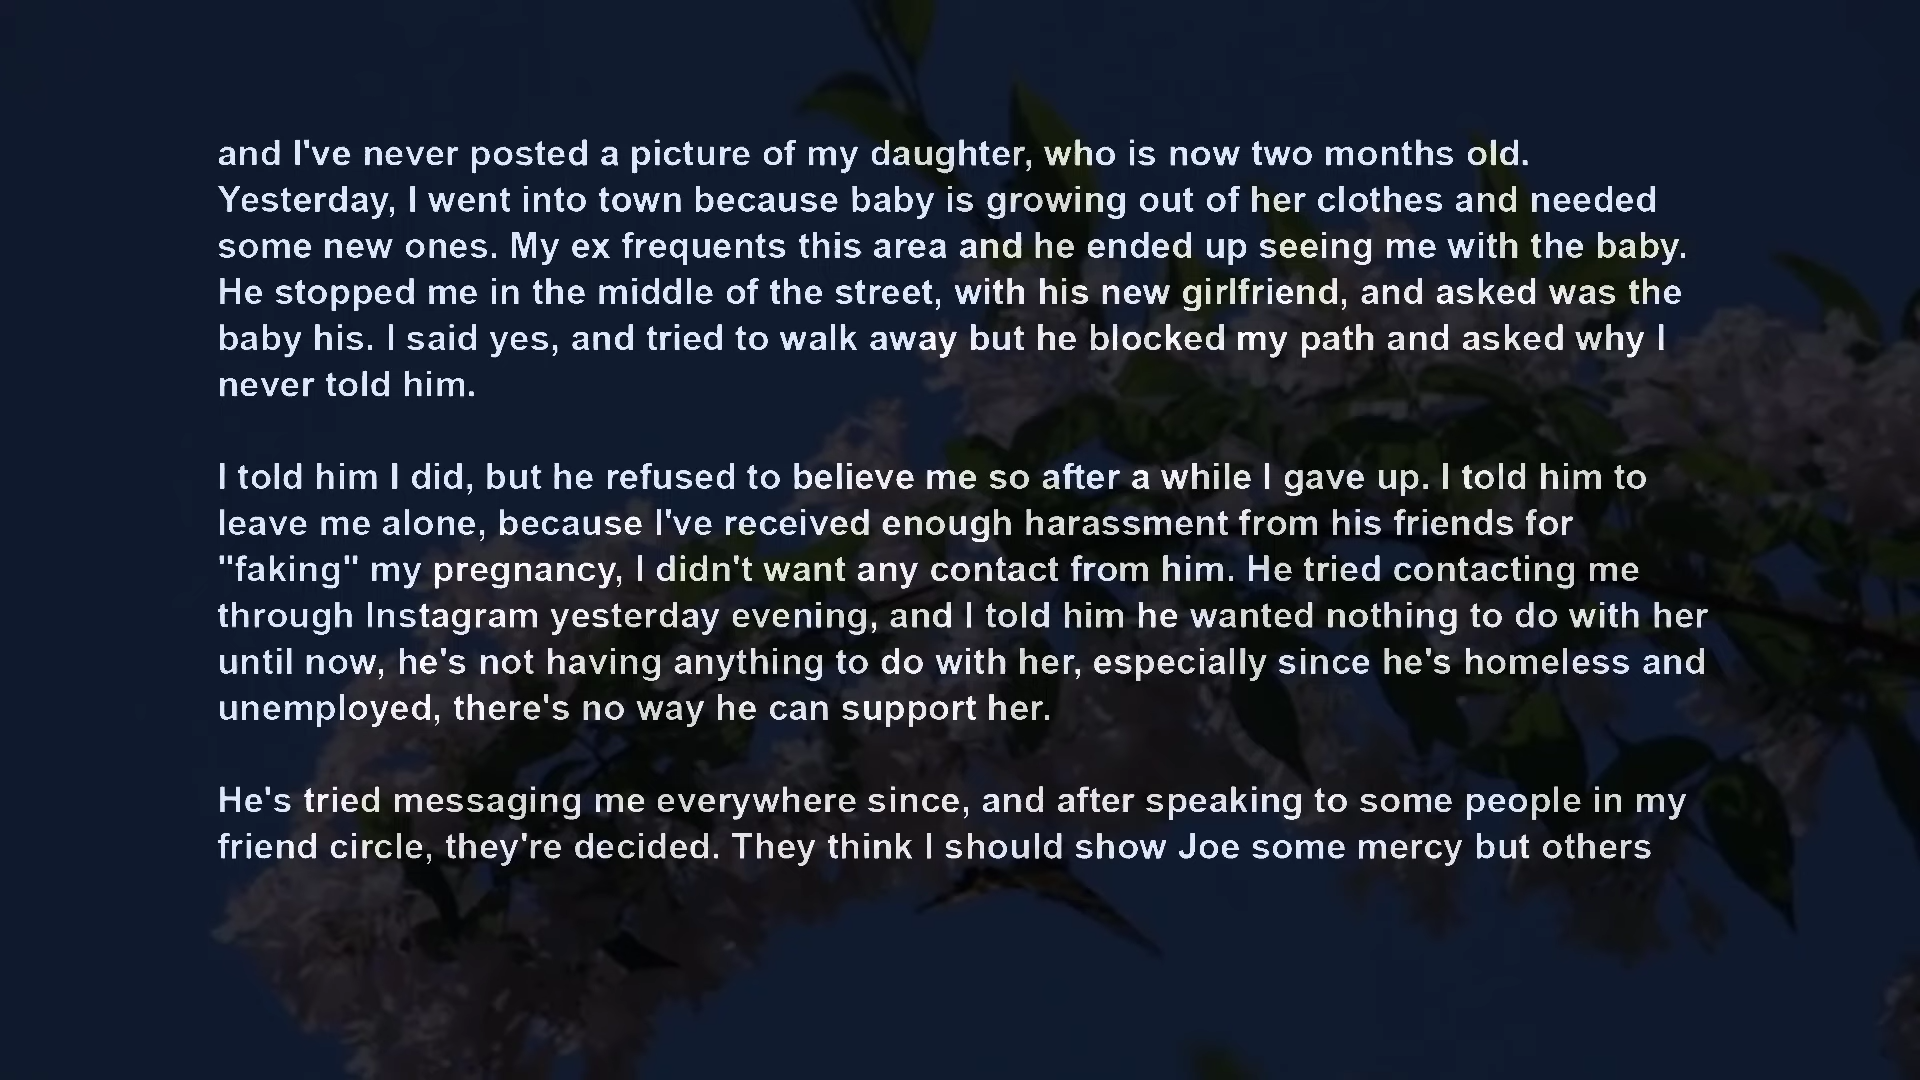 and I've never posted a picture of my daughter, who is now two months old.
Yesterday, I went into town because baby is growing out of her clothes and needed
some new ones. My ex frequents this area and he ended up seeing me with the baby.
He stopped me in the middle of the street, with his new girlfriend, and asked was the
baby his. I said yes, and tried to walk away but he blocked my path and asked why I
never told him.
I told him I did, but he refused to believe me so after a while I gave up. I told him to
leave me alone, because I've received enough harassment from his friends for
"faking" my pregnancy, I didn't want any contact from him. He tried contacting me
through Instagram yesterday evening, and I told him he wanted nothing to do with her
until now, he's not having anything to do with her, especially since he's homeless and
unemployed, there's no way he can support her.
He's tried messaging me everywhere since, and after speaking to some people in my
friend circle, they're decided. They think I should show Joe some mercy but others